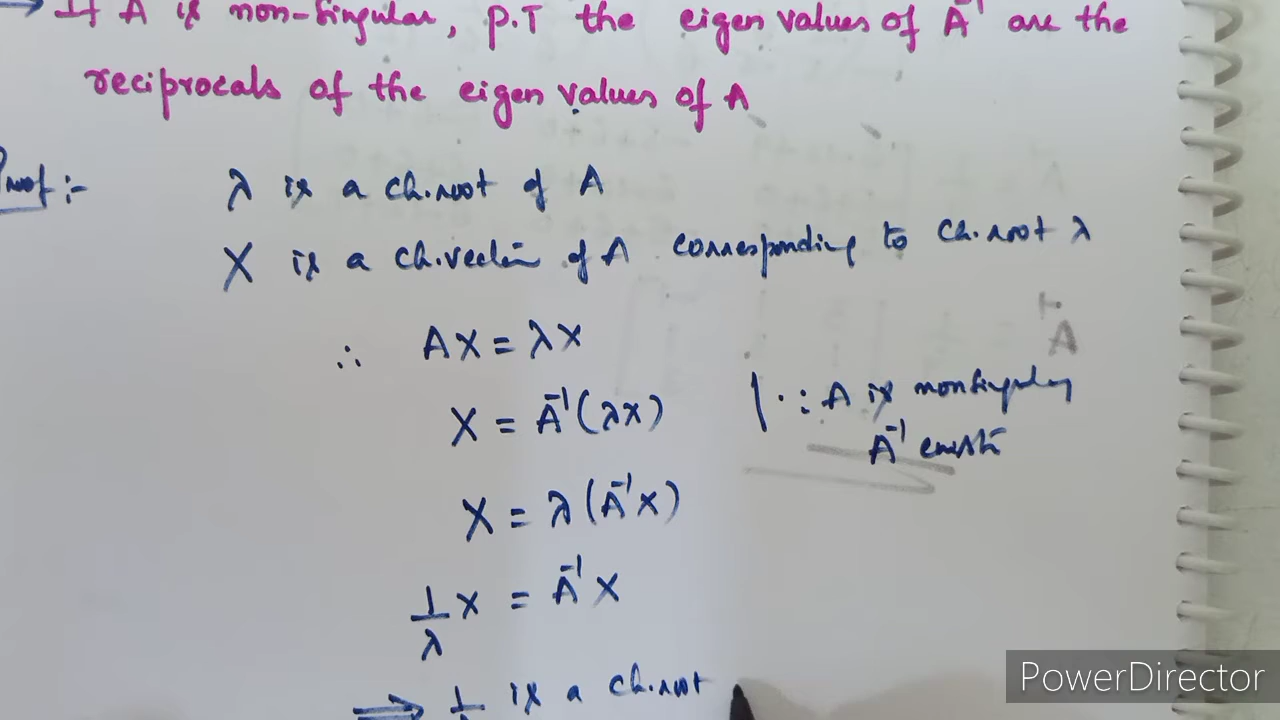 → If A is non-singular, P.T the eigen values of A⁻¹ are the
reciprocals of the eigen values of A
Proof :-
λ is a ch.root of A
X is a ch.vector of A corresponding to ch.root λ
∴ AX = λX
X = A⁻¹(λX) | ∵ A is nonsingular
A⁻¹ exists
A
X = λ(A⁻¹X)
1/λ X = A⁻¹X
⟹ 1/λ is a ch.root
PowerDirector